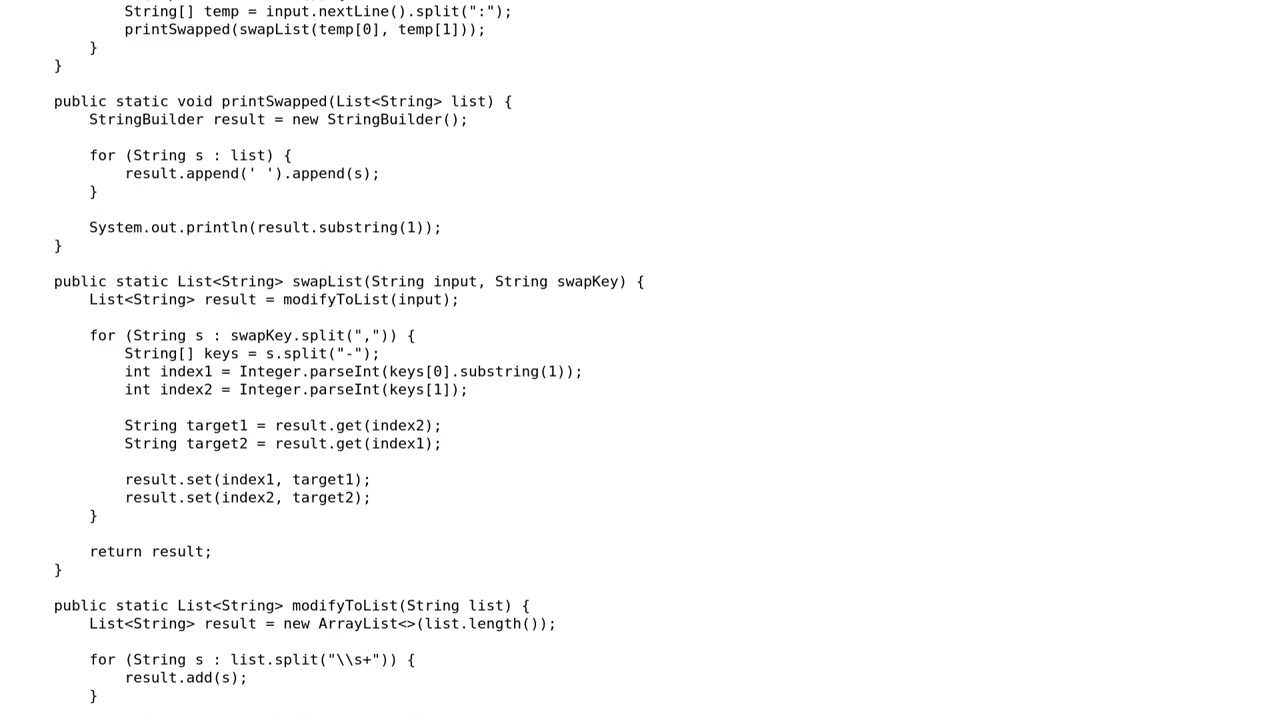 String[] temp = input.nextLine().split(":");
printSwapped(swapList(temp[0], temp[1]));
}
}
public static void printSwapped(List<String> list) {
StringBuilder result = new StringBuilder();
for (String s : list) {
result.append(' ').append(s);
}
System.out.println(result.substring(1));
}
public static List<String> swapList(String input, String swapKey) {
List<String> result = modifyToList(input);
for (String s : swapKey.split(",")) {
String[] keys = s.split("-");
int index1 = Integer.parseInt(keys[0].substring(1));
int index2 = Integer.parseInt(keys[1]);
String target1 = result.get(index2);
String target2 = result.get(index1);
result.set(index1, target1);
result.set(index2, target2);
}
return result;
}
public static List<String> modifyToList(String list) {
List<String> result = new ArrayList<>(list.length());
for (String s : list.split("\\s+")) {
result.add(s);
}